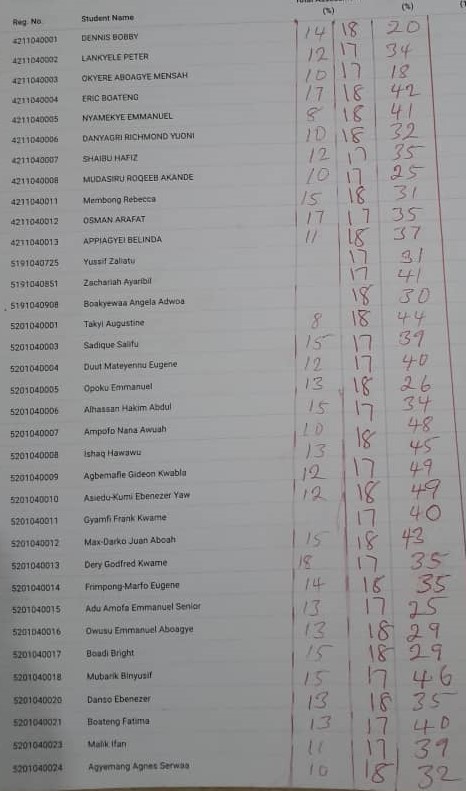 (%) (%)
Reg. No. Student Name
4211040001 DENNIS BOBBY 14 18 20
4211040002 LANKYELE PETER 12 17 34
4211040003 OKYERE ABOAGYE MENSAH 10 17 18
4211040004 ERIC BOATENG 17 18 42
4211040005 NYAMEKYE EMMANUEL 8 18 41
4211040006 DANYAGRI RICHMOND YUONI 10 18 32
4211040007 SHAIBU HAFIZ 12 17 35
4211040008 MUDASIRU ROQEEB AKANDE 10 17 25
4211040011 Membong Rebecca 15 18 31
4211040012 OSMAN ARAFAT 17 17 35
4211040013 APPIAGYEI BELINDA 11 18 37
5191040725 Yussif Zaliatu 17 31
5191040851 Zachariah Ayaribil 17 41
5191040908 Boakyewaa Angela Adwoa 18 30
5201040001 Takyi Augustine 8 18 44
5201040003 Sadique Salifu 15 17 39
5201040004 Duut Mateyennu Eugene 12 17 40
5201040005 Opoku Emmanuel 13 18 26
5201040006 Alhassan Hakim Abdul 15 17 34
5201040007 Ampofo Nana Awuah 10 18 48
5201040008 Ishaq Hawawu 13 45
5201040009 Agbemafle Gideon Kwabla 12 17 49
5201040010 Asiedu-Kumi Ebenezer Yaw 12 18 49
5201040011 Gyamfi Frank Kwame 17 40
5201040012 Max-Darko Juan Aboah 15 18 43
5201040013 Dery Godfred Kwame 18 17 35
5201040014 Frimpong-Marfo Eugene 14 18 35
5201040015 Adu Amofa Emmanuel Senior 13 17 25
5201040016 Owusu Emmanuel Aboagye 13 18 29
5201040017 Boadi Bright 15 18 29
5201040018 Mubarik Binyusif 15 17 46
5201040020 Danso Ebenezer 13 18 35
5201040021 Boateng Fatima 13 17 40
5201040023 Malik Ifan 11 17 39
5201040024 Agyemang Agnes Serwaa 10 18 32